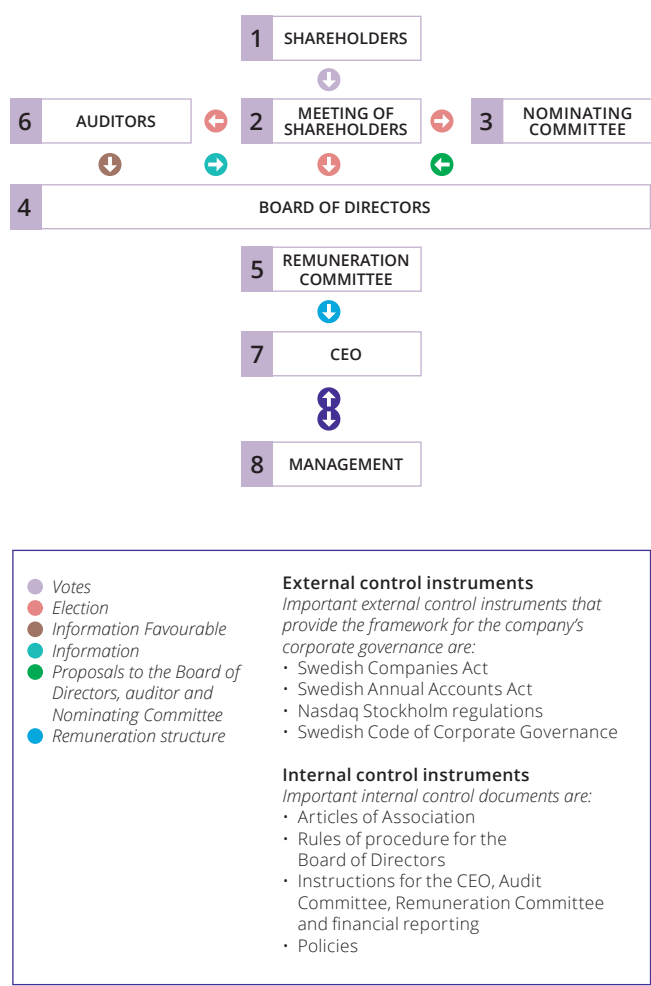 1 SHAREHOLDERS
6 AUDITORS
2 MEETING OF
SHAREHOLDERS
3 NOMINATING
COMMITTEE
4 BOARD OF DIRECTORS
5 REMUNERATION
COMMITTEE
7 CEO
8 MANAGEMENT
Votes
Election
Information Favourable
Information
Proposals to the Board of
Directors, auditor and
Nominating Committee
Remuneration structure
External control instruments
Important external control instruments that
provide the framework for the company's
corporate governance are:
• Swedish Companies Act
• Swedish Annual Accounts Act
• Nasdaq Stockholm regulations
• Swedish Code of Corporate Governance
Internal control instruments
Important internal control documents are:
• Articles of Association
• Rules of procedure for the
Board of Directors
• Instructions for the CEO, Audit
Committee, Remuneration Committee
and financial reporting
• Policies